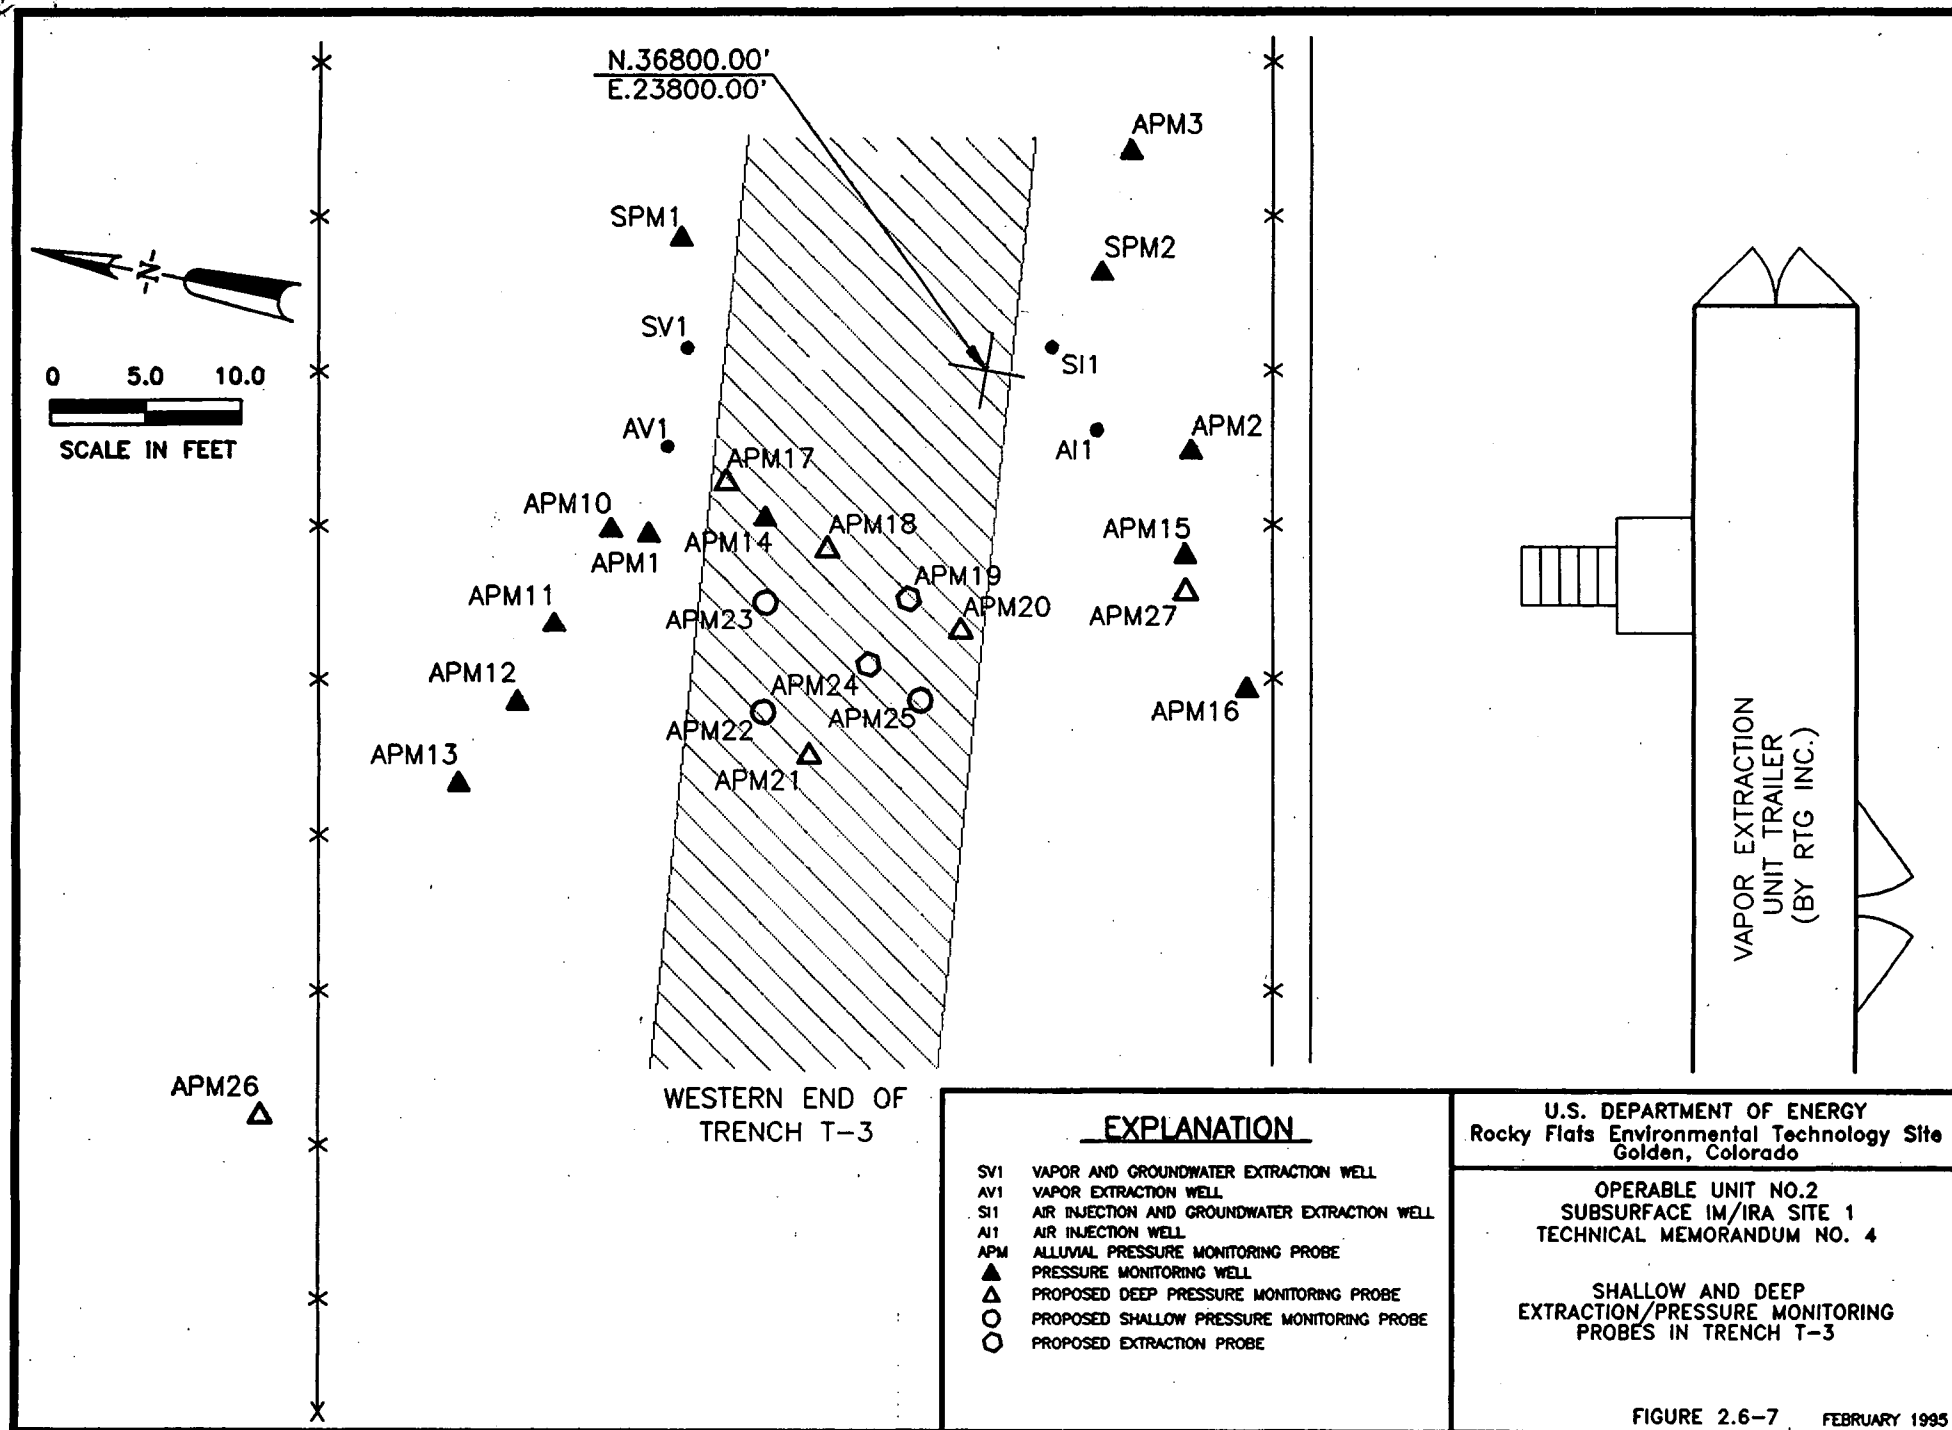 N.36800.00'
E.23800.00'
APM3
SPM1
SPM2
-N-
SV1
SI1
0 5.0 10.0
SCALE IN FEET
AV1
AI1
APM2
APM17
APM10
APM1
APM14
APM18
APM15
APM11
APM23
APM19
APM20
APM27
APM12
APM24
APM25
APM16
APM22
APM13
APM21
VAPOR EXTRACTION
UNIT TRAILER
(BY RTG INC.)
APM26
WESTERN END OF
TRENCH T-3
EXPLANATION
SV1 VAPOR AND GROUNDWATER EXTRACTION WELL
AV1 VAPOR EXTRACTION WELL
SI1 AIR INJECTION AND GROUNDWATER EXTRACTION WELL
AI1 AIR INJECTION WELL
APM ALLUVIAL PRESSURE MONITORING PROBE
PRESSURE MONITORING WELL
PROPOSED DEEP PRESSURE MONITORING PROBE
PROPOSED SHALLOW PRESSURE MONITORING PROBE
PROPOSED EXTRACTION PROBE
U.S. DEPARTMENT OF ENERGY
Rocky Flats Environmental Technology Site
Golden, Colorado
OPERABLE UNIT NO.2
SUBSURFACE IM/IRA SITE 1
TECHNICAL MEMORANDUM NO. 4
SHALLOW AND DEEP
EXTRACTION/PRESSURE MONITORING
PROBES IN TRENCH T-3
FIGURE 2.6-7 FEBRUARY 1995